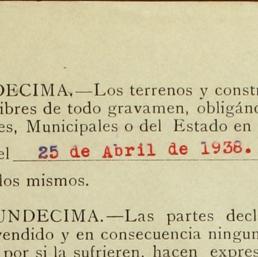 DECIMA.—Los terrenos y constr
ibres de todo gravamen, obligánd
es, Municipales o del Estado en
el 25 de Abril de 1938.
los mismos.
UNDECIMA.—Las partes decl
vendido y en consecuencia ningun
por si la sufrieren, hacen expres